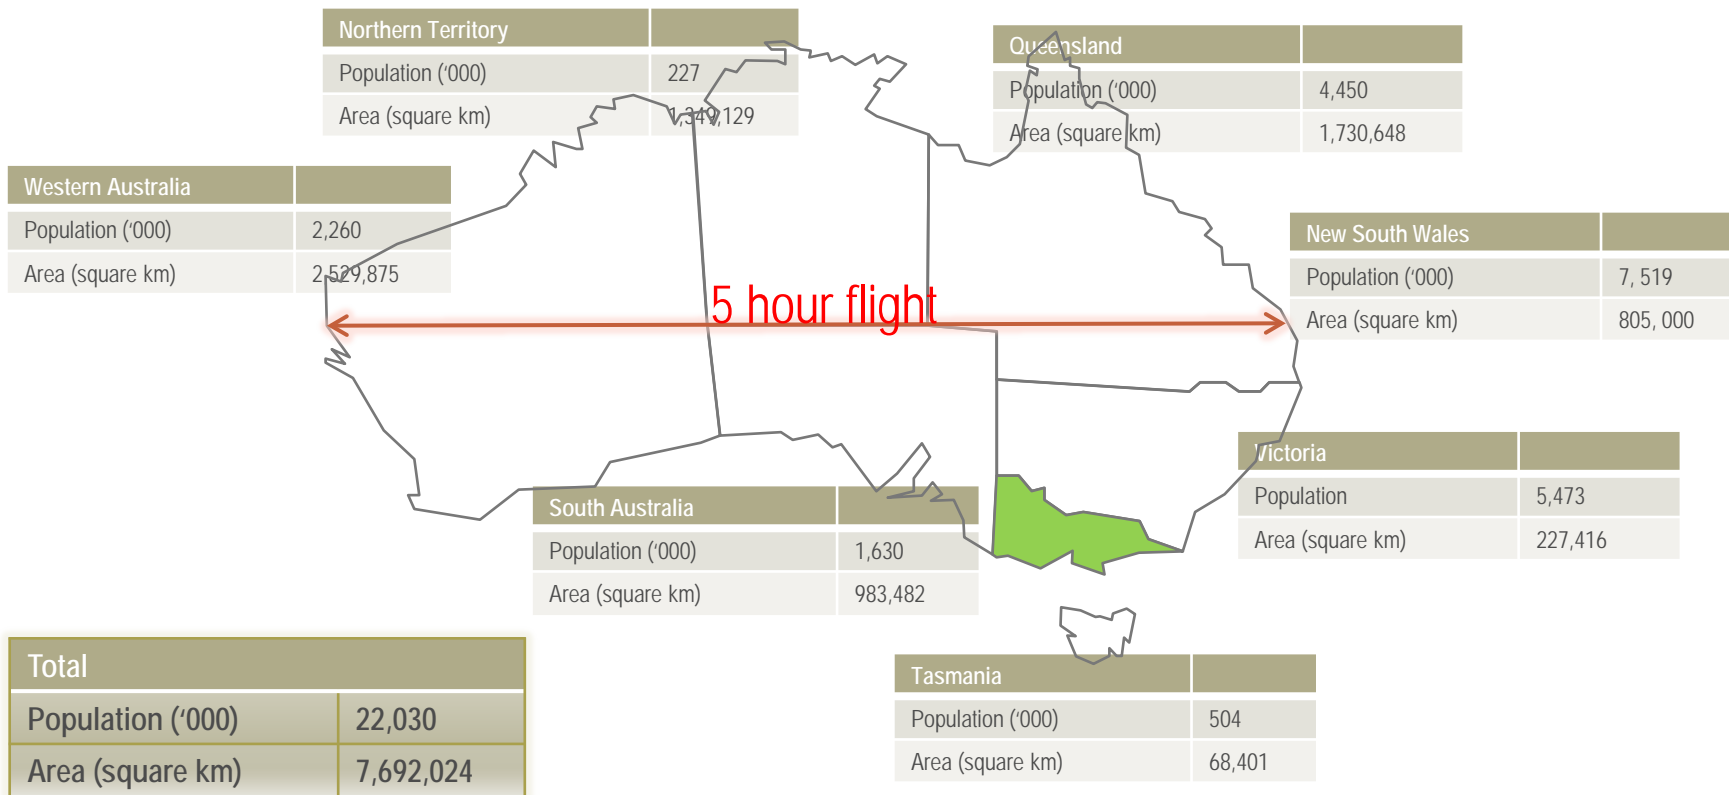 Northern Territory
Population (‘000) 227
Area (square km) 1,349,129
Queensland
Population (‘000) 4,450
Area (square km) 1,730,648
Western Australia
Population (‘000) 2,260
Area (square km) 2,529,875
New South Wales
Population (‘000) 7, 519
Area (square km) 805, 000
5 hour flight
Victoria
Population 5,473
Area (square km) 227,416
South Australia
Population (‘000) 1,630
Area (square km) 983,482
Total
Population (‘000) 22,030
Area (square km) 7,692,024
Tasmania
Population (‘000) 504
Area (square km) 68,401